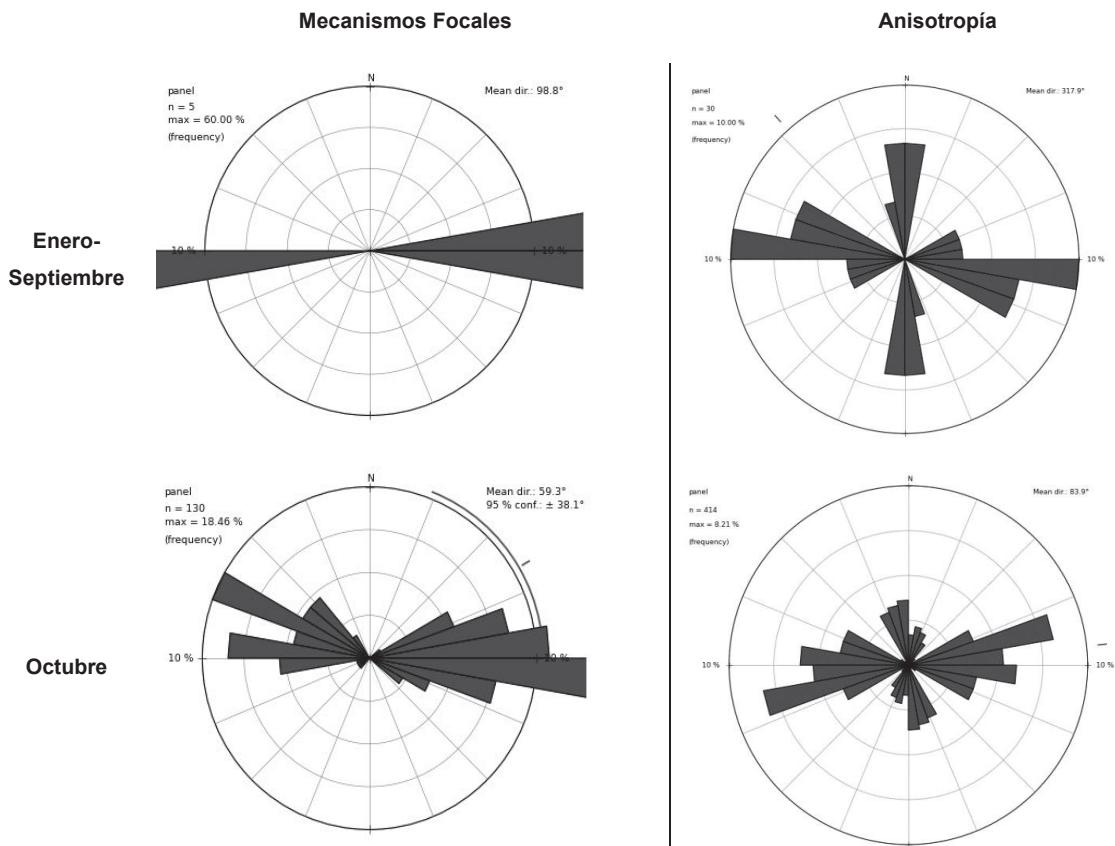 Mecanismos Focales
Anisotropía
Enero-
Septiembre
N
panel
n = 5
max = 60.00 %
(frequency)
Mean dir.: 98.8°
10 %
10 %
N
panel
n = 30
max = 10.00 %
(frequency)
Mean dir.: 317.9°
10 %
10 %
Octubre
N
panel
n = 130
max = 18.46 %
(frequency)
Mean dir.: 59.3°
95 % conf.: ± 38.1°
10 %
10 %
N
panel
n = 414
max = 8.21 %
(frequency)
Mean dir.: 83.9°
10 %
10 %